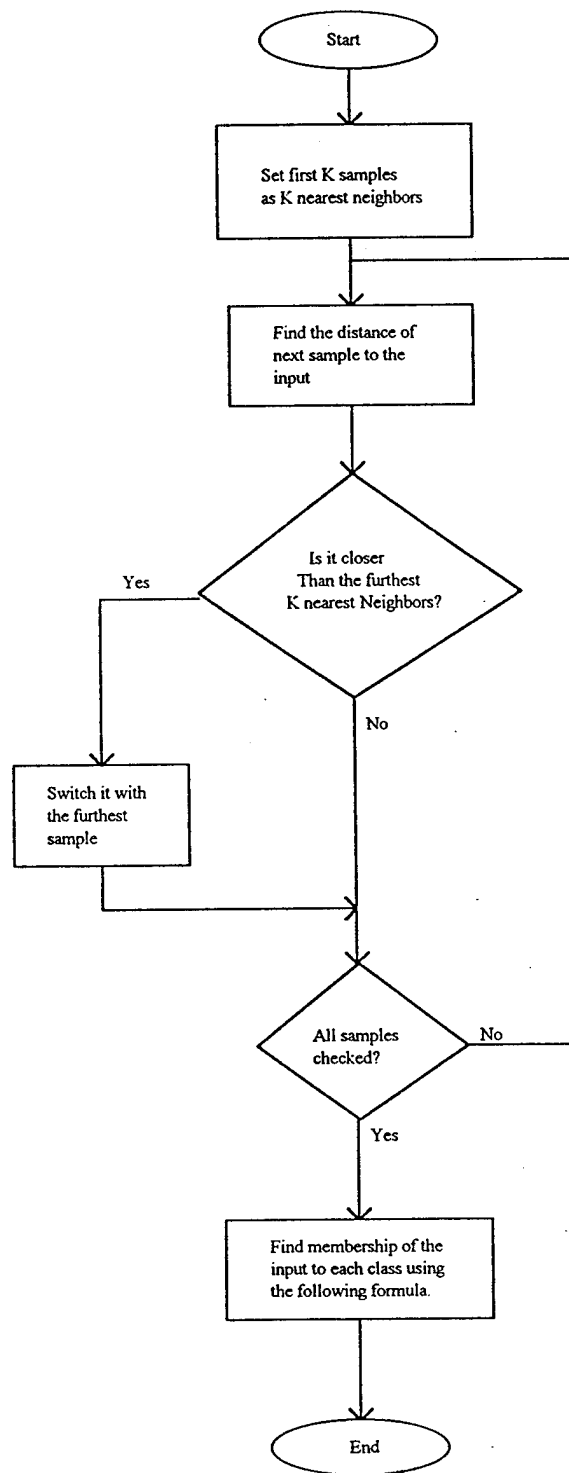 Start
Set first K samples
as K nearest neighbors
Find the distance of
next sample to the
input
Is it closer
Than the furthest
K nearest Neighbors?
Yes
No
Switch it with
the furthest
sample
All samples
checked?
No
Yes
Find membership of the
input to each class using
the following formula.
End